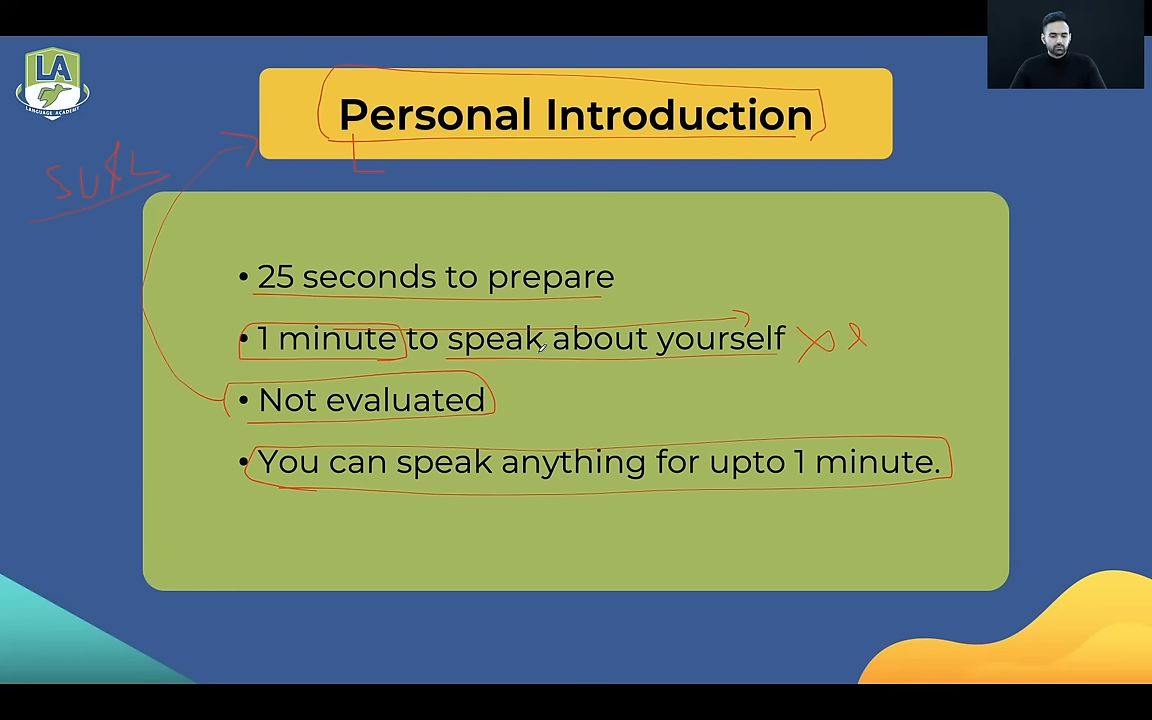 LA
LANGUAGE ACADEMY
Personal Introduction
• 25 seconds to prepare
• 1 minute to speak about yourself
• Not evaluated
• You can speak anything for upto 1 minute.